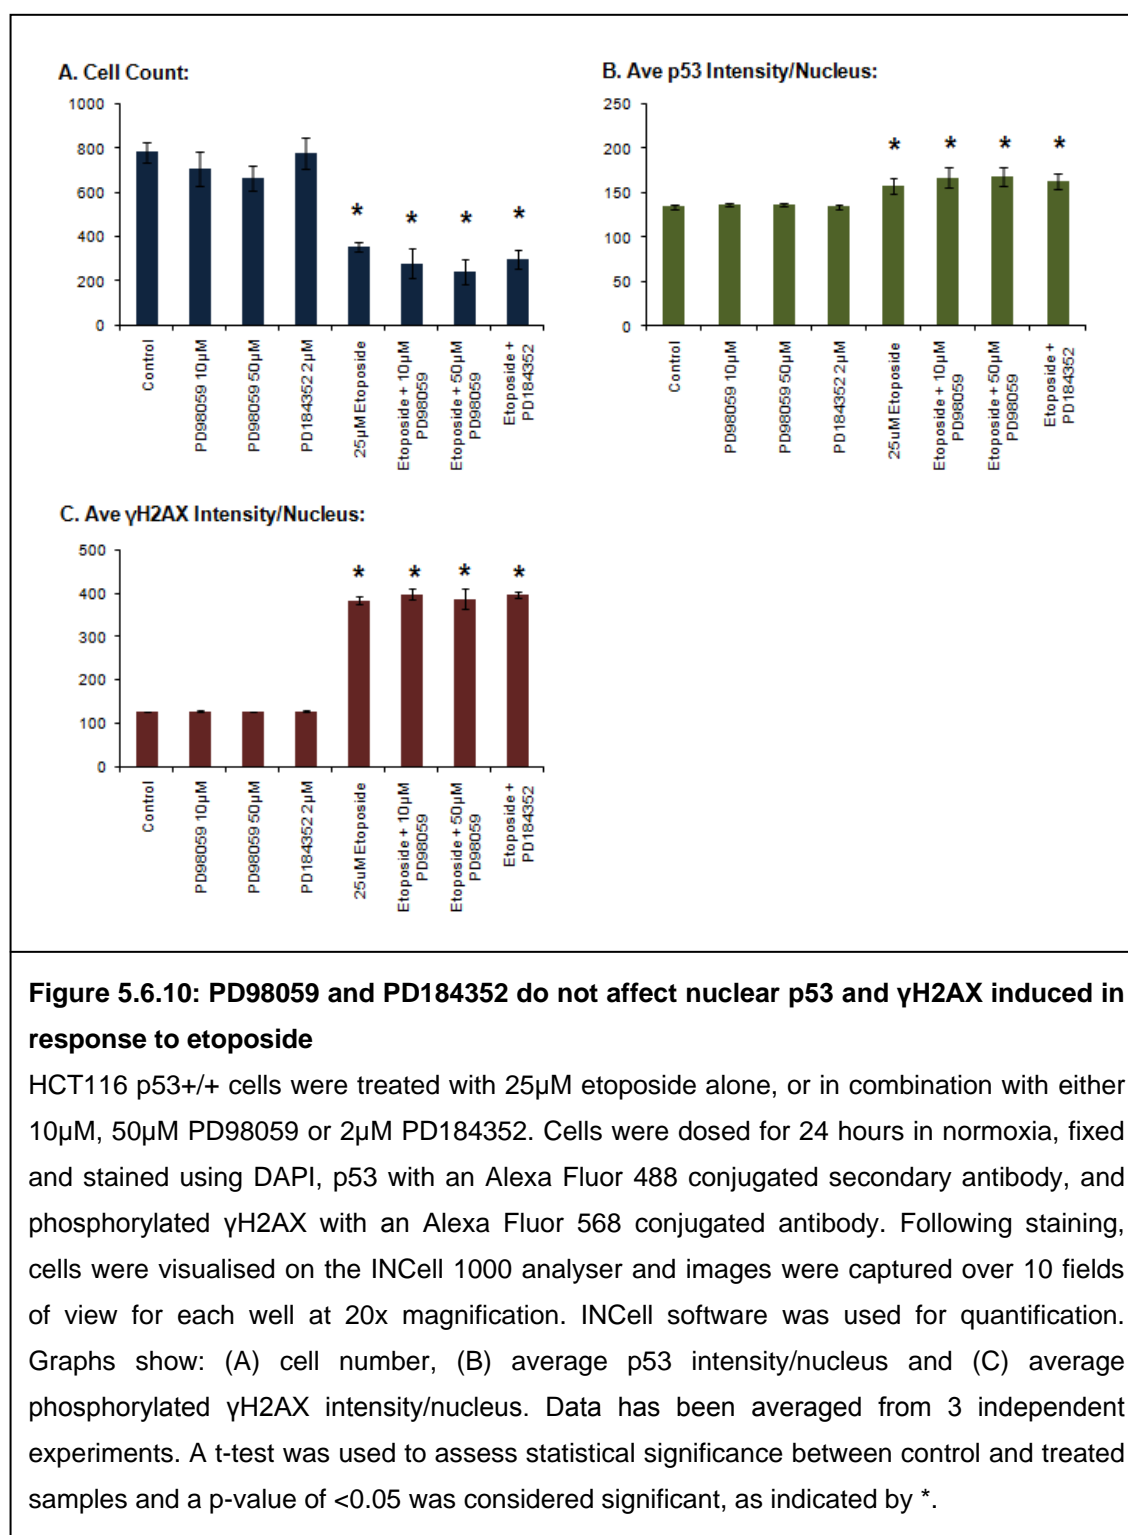 A. Cell Count:
1000
800
600
400
200
0
* * * *
Control
PD98059 10µM
PD98059 50µM
PD184352 2µM
25µM Etoposide
Etoposide + 10µM
PD98059
Etoposide + 50µM
PD98059
Etoposide +
PD184352
B. Ave p53 Intensity/Nucleus:
250
200
150
100
50
0
* * * *
Control
PD98059 10µM
PD98059 50µM
PD184352 2µM
25uM Etoposide
Etoposide + 10µM
PD98059
Etoposide + 50µM
PD98059
Etoposide +
PD184352
C. Ave γH2AX Intensity/Nucleus:
500
400
300
200
100
0
* * * *
Control
PD98059 10µM
PD98059 50µM
PD184352 2µM
25uM Etoposide
Etoposide + 10µM
PD98059
Etoposide + 50µM
PD98059
Etoposide +
PD184352
Figure 5.6.10: PD98059 and PD184352 do not affect nuclear p53 and γH2AX induced in
response to etoposide
HCT116 p53+/+ cells were treated with 25µM etoposide alone, or in combination with either
10µM, 50µM PD98059 or 2µM PD184352. Cells were dosed for 24 hours in normoxia, fixed
and stained using DAPI, p53 with an Alexa Fluor 488 conjugated secondary antibody, and
phosphorylated γH2AX with an Alexa Fluor 568 conjugated antibody. Following staining,
cells were visualised on the INCell 1000 analyser and images were captured over 10 fields
of view for each well at 20x magnification. INCell software was used for quantification.
Graphs show: (A) cell number, (B) average p53 intensity/nucleus and (C) average
phosphorylated γH2AX intensity/nucleus. Data has been averaged from 3 independent
experiments. A t-test was used to assess statistical significance between control and treated
samples and a p-value of <0.05 was considered significant, as indicated by *.